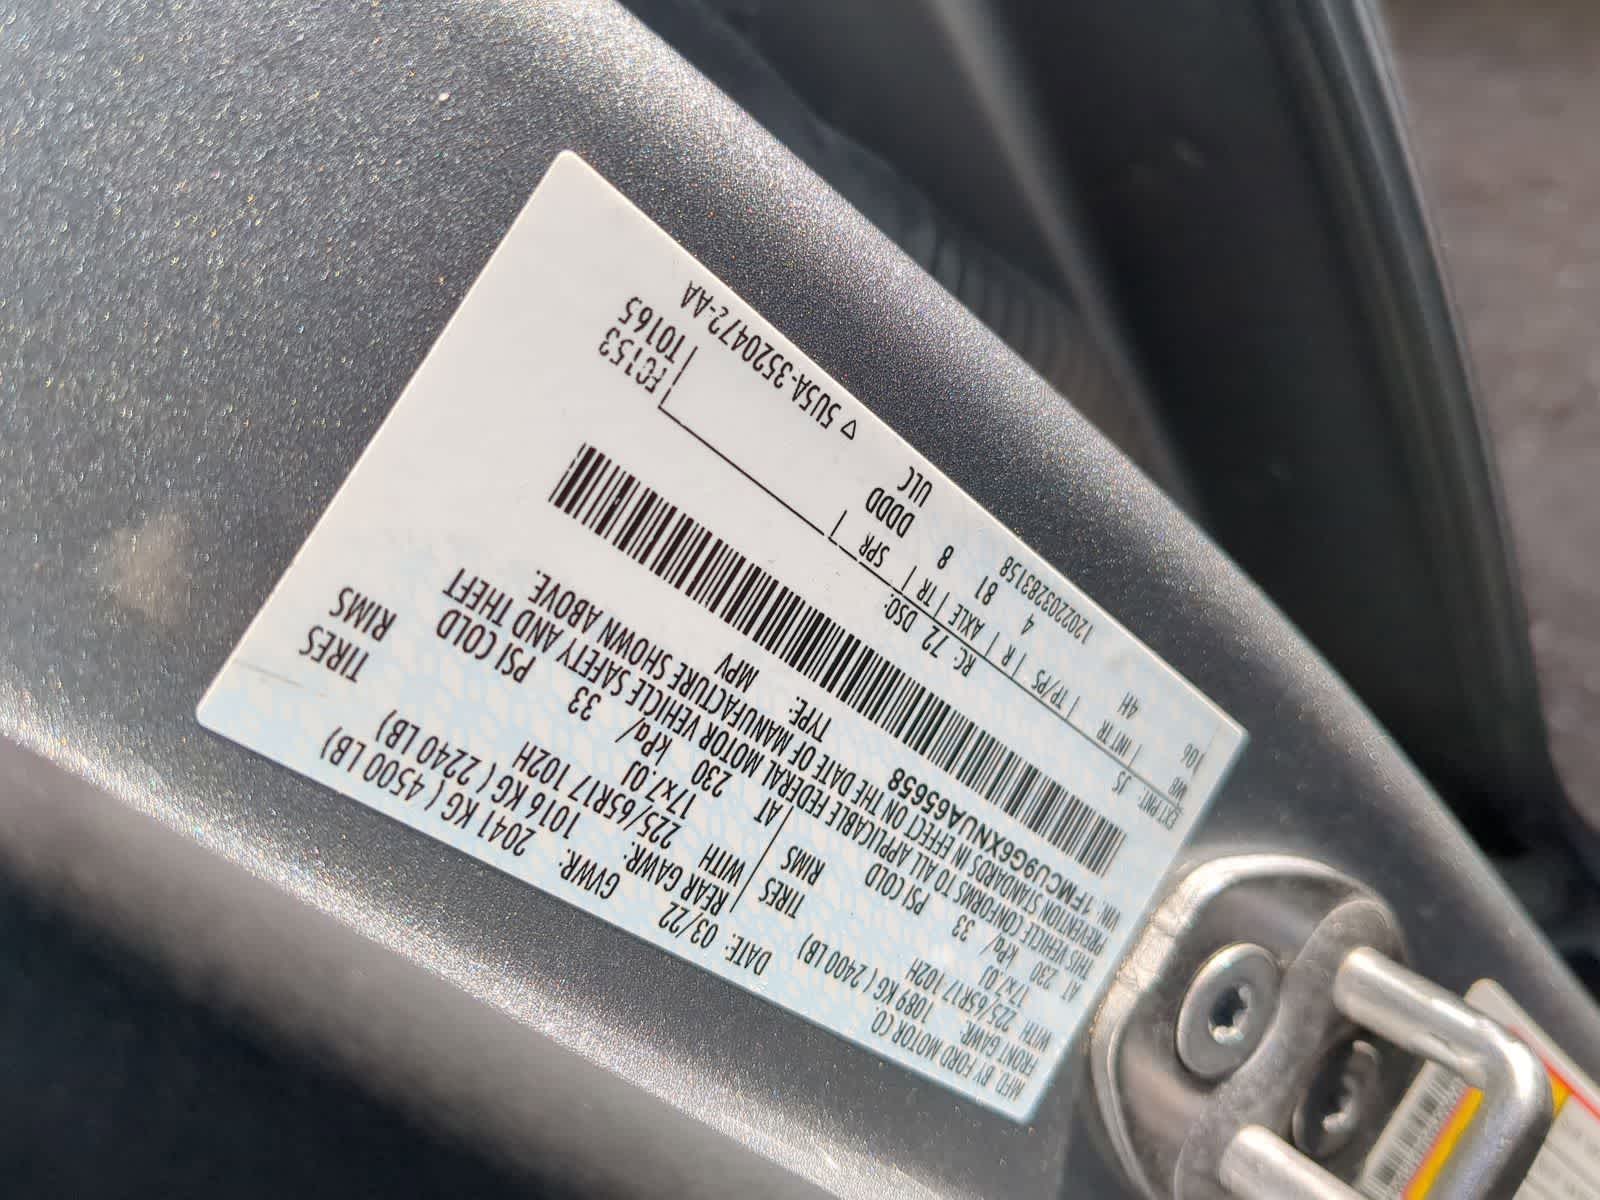 MFD. BY FORD MOTOR CO.
DATE: 03/22 GVWR: 2041 KG ( 4500 LB)
FRONT GAWR: 1089 KG ( 2400 LB) REAR GAWR: 1016 KG ( 2240 LB)
WITH 225/65R17 102H TIRES WITH 225/65R17 102H TIRES
17x7.0J RIMS 17x7.0J RIMS
AT 230 kPa/ 33 PSI COLD AT 230 kPa/ 33 PSI COLD
THIS VEHICLE CONFORMS TO ALL APPLICABLE FEDERAL MOTOR VEHICLE SAFETY AND THEFT
PREVENTION STANDARDS IN EFFECT ON THE DATE OF MANUFACTURE SHOWN ABOVE.
VIN: 1FMCU9G6XNUA65658 TYPE: MPV
EXT PNT: JS RC: 72 DSO: FC153
WB INT TR TP/PS R AXLE TR SPR T0165
106 4H 4 81 8 DDDD
1202203283158 ULC
▽ 5U5A-3520472-AA